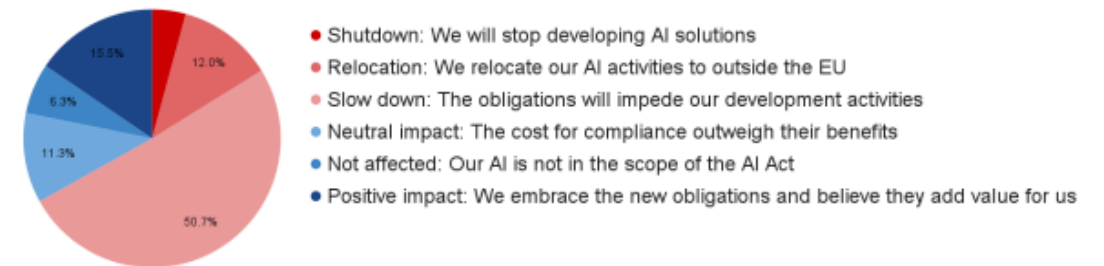 15.5%
12.0%
6.3%
11.3%
50.7%
Shutdown: We will stop developing AI solutions
Relocation: We relocate our AI activities to outside the EU
Slow down: The obligations will impede our development activities
Neutral impact: The cost for compliance outweigh their benefits
Not affected: Our AI is not in the scope of the AI Act
Positive impact: We embrace the new obligations and believe they add value for us